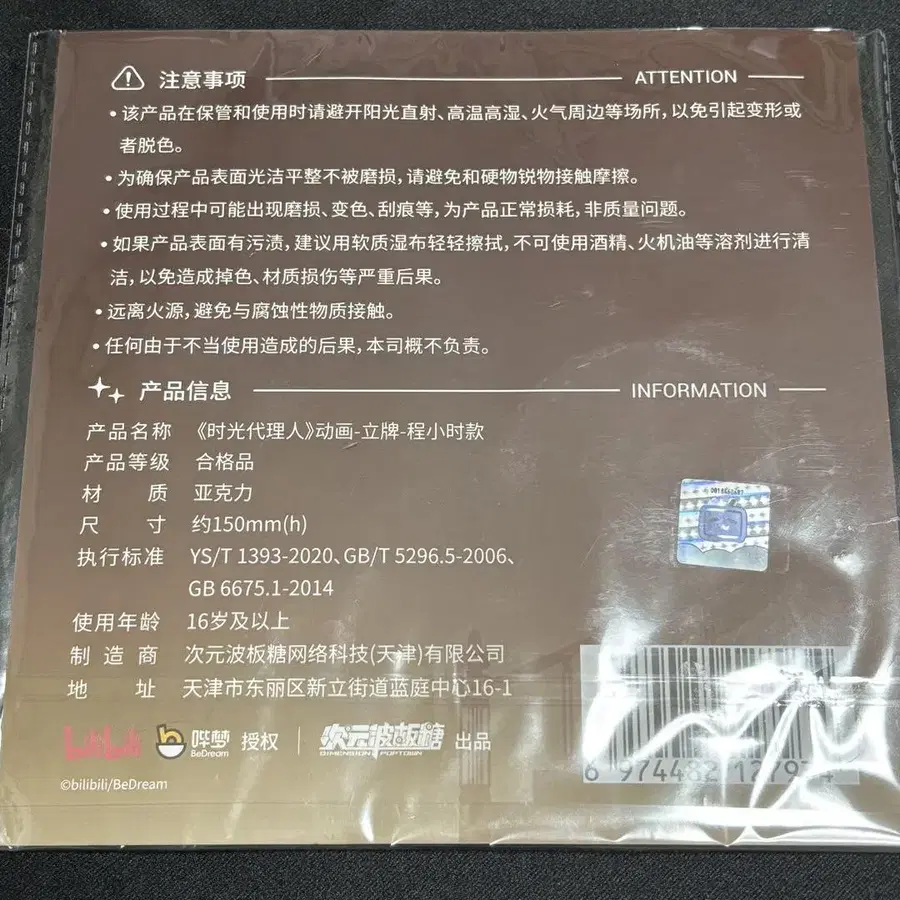 注意事项 ATTENTION
•该产品在保管和使用时请避开阳光直射、高温高湿、火气周边等场所,以免引起变形或
者脱色。
•为确保产品表面光洁平整不被磨损,请避免和硬物锐物接触摩擦。
•使用过程中可能出现磨损、变色、刮痕等,为产品正常损耗,非质量问题。
•如果产品表面有污渍,建议用软质湿布轻轻擦拭,不可使用酒精、火机油等溶剂进行清
洁,以免造成掉色、材质损伤等严重后果。
•远离火源,避免与腐蚀性物质接触。
•任何由于不当使用造成的后果,本司概不负责。
产品信息 INFORMATION
产品名称 《时光代理人》动画-立牌-程小时款
产品等级 合格品
材质 亚克力
尺寸 约150mm(h)
执行标准 YS/T 1393-2020、GB/T 5296.5-2006、
GB 6675.1-2014
使用年龄 16岁及以上
制造商 次元波板糖网络科技(天津)有限公司
地址 天津市东丽区新立街道蓝庭中心16-1
bilibili 哔梦 BeDream 授权 | 次元波板糖 DIMENSION POPTOWN 出品
©bilibili/BeDream